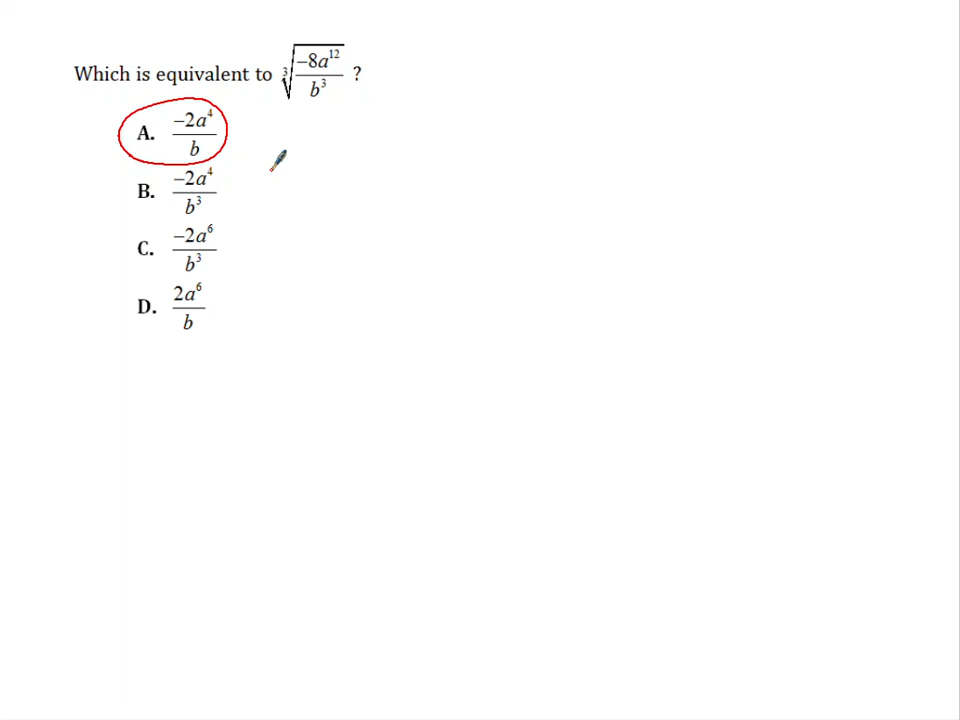 Which is equivalent to ∛(−8a¹²/b³) ?
A. −2a⁴/b
B. −2a⁴/b³
C. −2a⁶/b³
D. 2a⁶/b